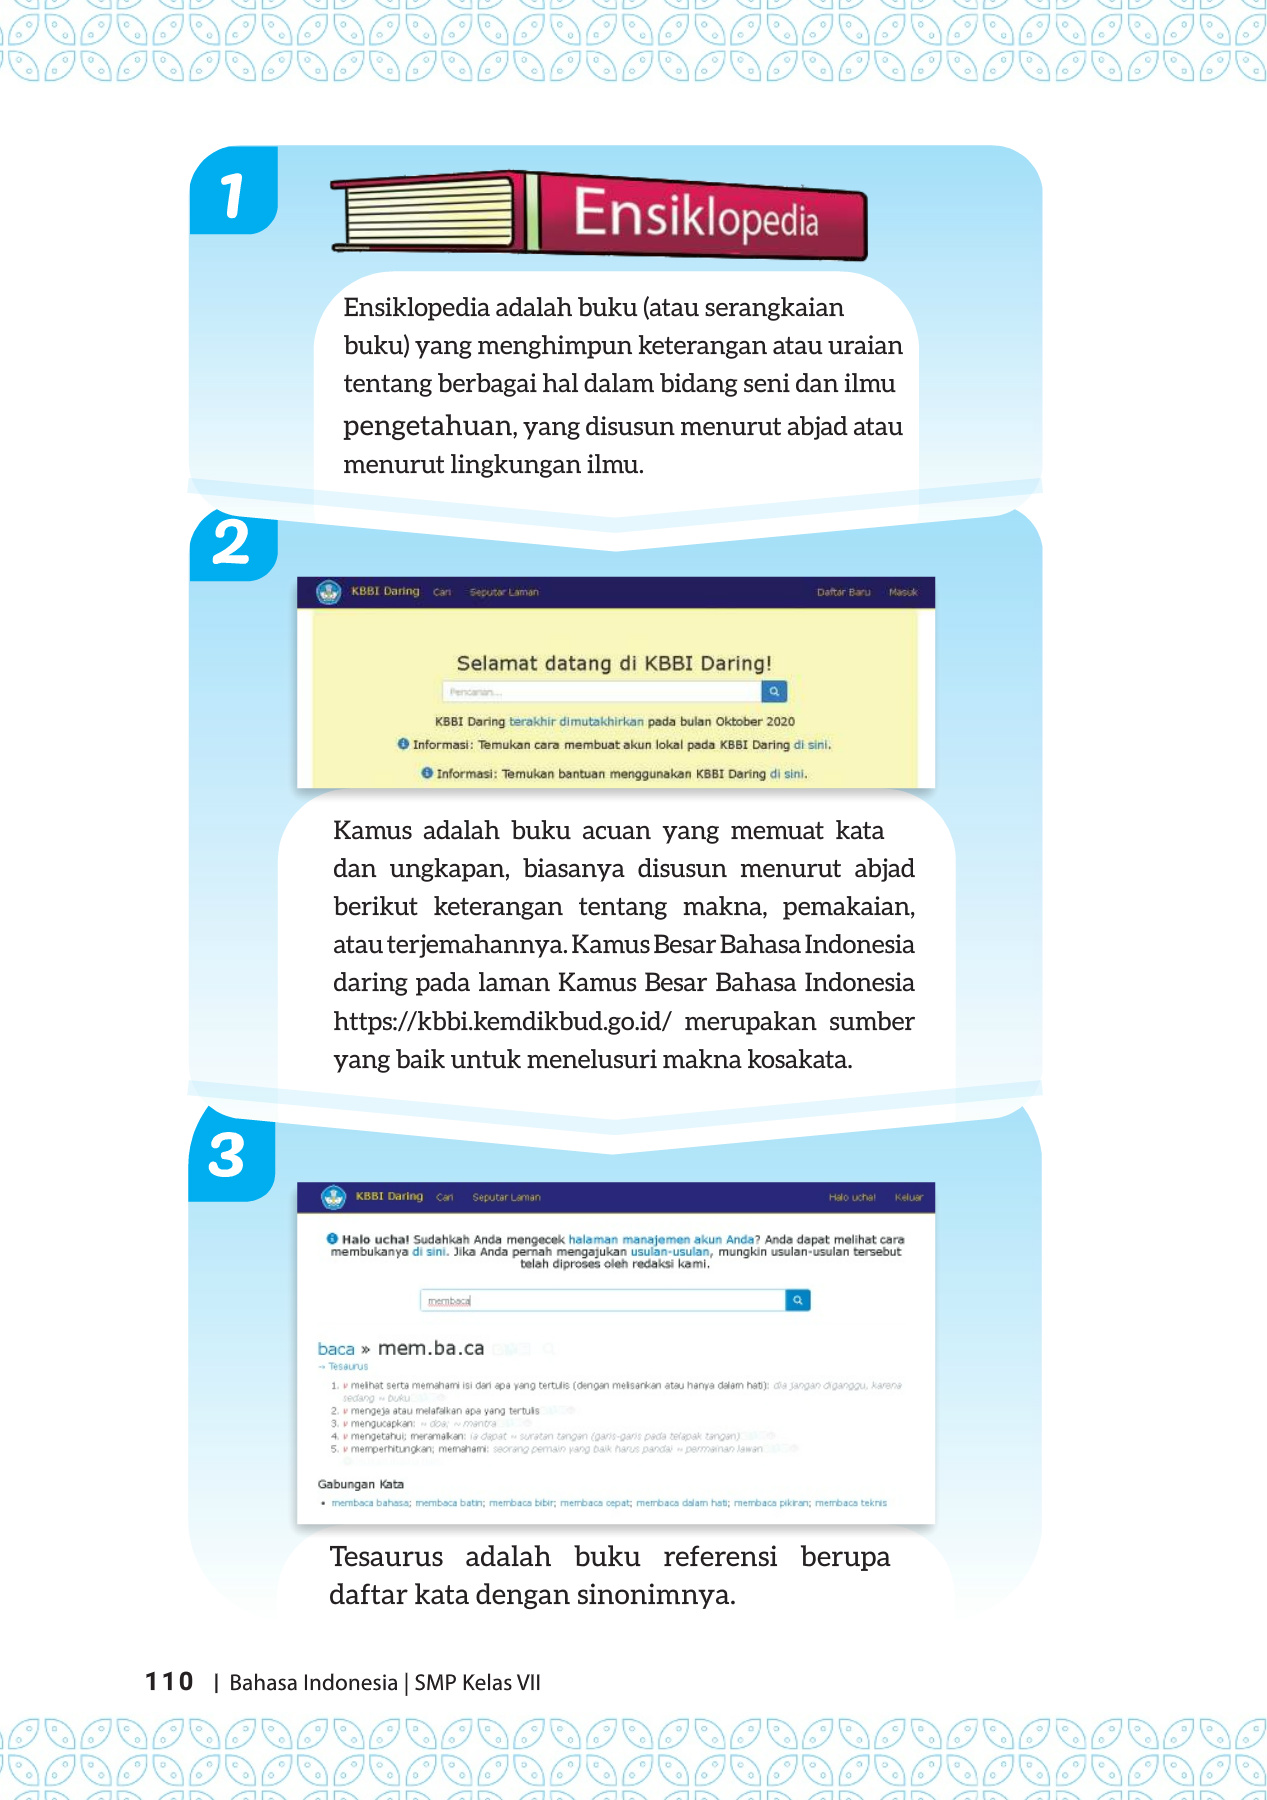 1
Ensiklopedia
Ensiklopedia adalah buku (atau serangkaian
buku) yang menghimpun keterangan atau uraian
tentang berbagai hal dalam bidang seni dan ilmu
pengetahuan, yang disusun menurut abjad atau
menurut lingkungan ilmu.
2
KBBI Daring Cari Seputar Laman Daftar Baru Masuk
Selamat datang di KBBI Daring!
Pencarian...
KBBI Daring terakhir dimutakhirkan pada bulan Oktober 2020
Informasi: Temukan cara membuat akun lokal pada KBBI Daring di sini.
Informasi: Temukan bantuan menggunakan KBBI Daring di sini.
Kamus adalah buku acuan yang memuat kata
dan ungkapan, biasanya disusun menurut abjad
berikut keterangan tentang makna, pemakaian,
atau terjemahannya. Kamus Besar Bahasa Indonesia
daring pada laman Kamus Besar Bahasa Indonesia
https://kbbi.kemdikbud.go.id/ merupakan sumber
yang baik untuk menelusuri makna kosakata.
3
KBBI Daring Cari Seputar Laman Halo ucha! Keluar
Halo ucha! Sudahkah Anda mengecek halaman manajemen akun Anda? Anda dapat melihat cara
membukanya di sini. Jika Anda pernah mengajukan usulan-usulan, mungkin usulan-usulan tersebut
telah diproses oleh redaksi kami.
membaca
baca » mem.ba.ca
→ Tesaurus
1. v melihat serta memahami isi dari apa yang tertulis (dengan melisankan atau hanya dalam hati): dia jangan diganggu, karena
sedang ~ buku
2. v mengeja atau melafalkan apa yang tertulis
3. v mengucapkan: ~ doa; ~ mantra
4. v mengetahui; meramalkan: ia dapat ~ suratan tangan (garis-garis pada telapak tangan)
5. v memperhitungkan; memahami: seorang pemain yang baik harus pandai ~ permainan lawan
Gabungan Kata
• membaca bahasa; membaca batin; membaca bibir; membaca cepat; membaca dalam hati; membaca pikiran; membaca teknis
Tesaurus adalah buku referensi berupa
daftar kata dengan sinonimnya.
110 | Bahasa Indonesia | SMP Kelas VII